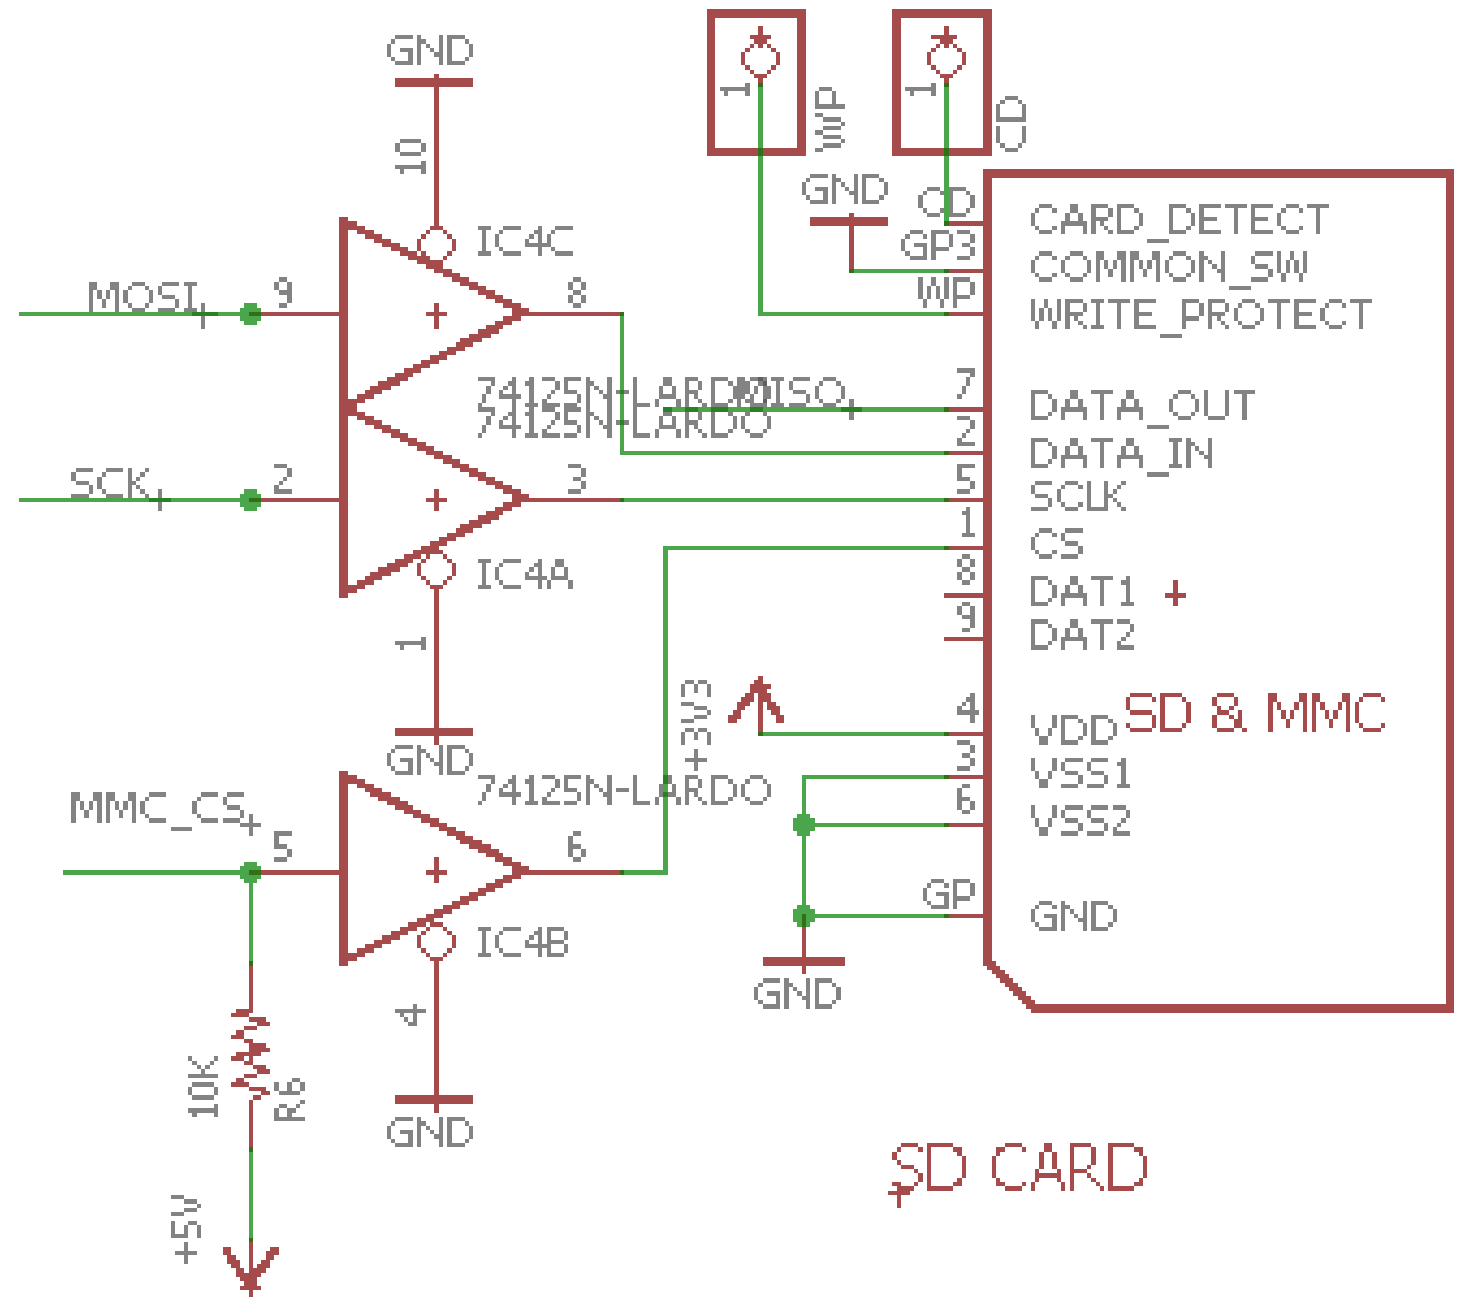 GND
10
IC4C
MOSI
9
8
74125N-LARDO
MISO
74125N-LARDO
SCK
2
3
IC4A
1
GND
MMC_CS
5
6
74125N-LARDO
IC4B
4
GND
10K
R6
+5V
1
WP
1
CD
GND
CD
CARD_DETECT
GP3
COMMON_SW
WP
WRITE_PROTECT
7
DATA_OUT
2
DATA_IN
5
SCLK
1
CS
8
DAT1
9
DAT2
+3V3
4
VDD
SD & MMC
3
VSS1
6
VSS2
GP
GND
GND
SD CARD